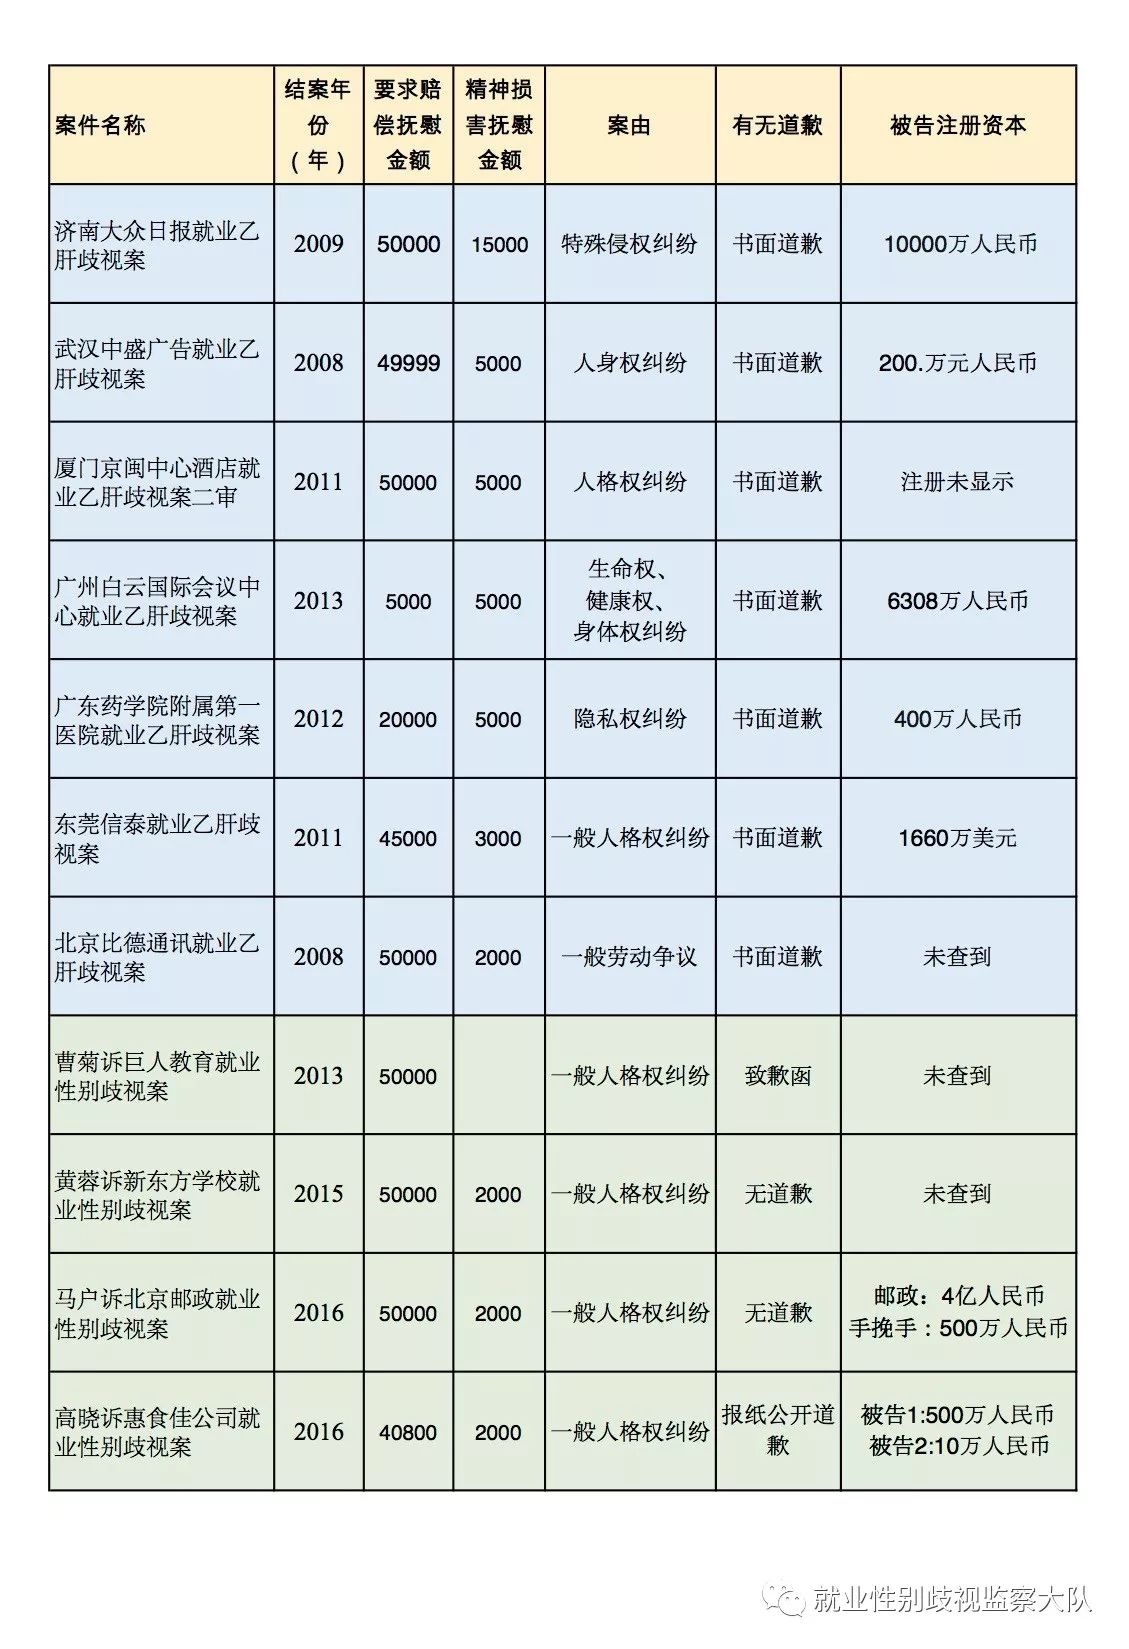 案件名称 结案年份（年） 要求赔偿抚慰金额 精神损害抚慰金额 案由 有无道歉 被告注册资本
济南大众日报就业乙肝歧视案 2009 50000 15000 特殊侵权纠纷 书面道歉 10000万人民币
武汉中盛广告就业乙肝歧视案 2008 49999 5000 人身权纠纷 书面道歉 200.万元人民币
厦门京闽中心酒店就业乙肝歧视案二审 2011 50000 5000 人格权纠纷 书面道歉 注册未显示
广州白云国际会议中心就业乙肝歧视案 2013 5000 5000 生命权、健康权、身体权纠纷 书面道歉 6308万人民币
广东药学院附属第一医院就业乙肝歧视案 2012 20000 5000 隐私权纠纷 书面道歉 400万人民币
东莞信泰就业乙肝歧视案 2011 45000 3000 一般人格权纠纷 书面道歉 1660万美元
北京比德通讯就业乙肝歧视案 2008 50000 2000 一般劳动争议 书面道歉 未查到
曹菊诉巨人教育就业性别歧视案 2013 50000 一般人格权纠纷 致歉函 未查到
黄蓉诉新东方学校就业性别歧视案 2015 50000 2000 一般人格权纠纷 无道歉 未查到
马户诉北京邮政就业性别歧视案 2016 50000 2000 一般人格权纠纷 无道歉 邮政：4亿人民币 手挽手：500万人民币
高晓诉惠食佳公司就业性别歧视案 2016 40800 2000 一般人格权纠纷 报纸公开道歉 被告1:500万人民币 被告2:10万人民币
就业性别歧视监察大队